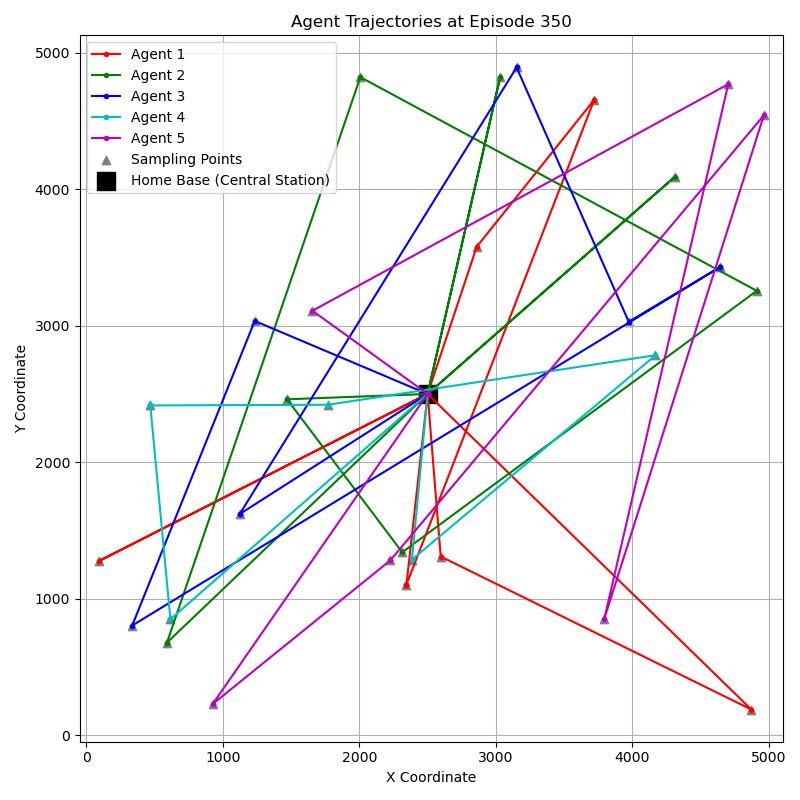 Agent Trajectories at Episode 350
Agent 1
Agent 2
Agent 3
Agent 4
Agent 5
Sampling Points
Home Base (Central Station)
Y Coordinate
5000
4000
3000
2000
1000
0
0 1000 2000 3000 4000 5000
X Coordinate